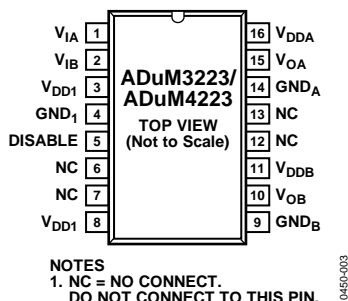 VIA 1
VIB 2
VDD1 3
GND1 4
DISABLE 5
NC 6
NC 7
VDD1 8
ADuM3223/
ADuM4223
TOP VIEW
(Not to Scale)
16 VDDA
15 VOA
14 GNDA
13 NC
12 NC
11 VDDB
10 VOB
9 GNDB
NOTES
1. NC = NO CONNECT.
DO NOT CONNECT TO THIS PIN.
0450-003